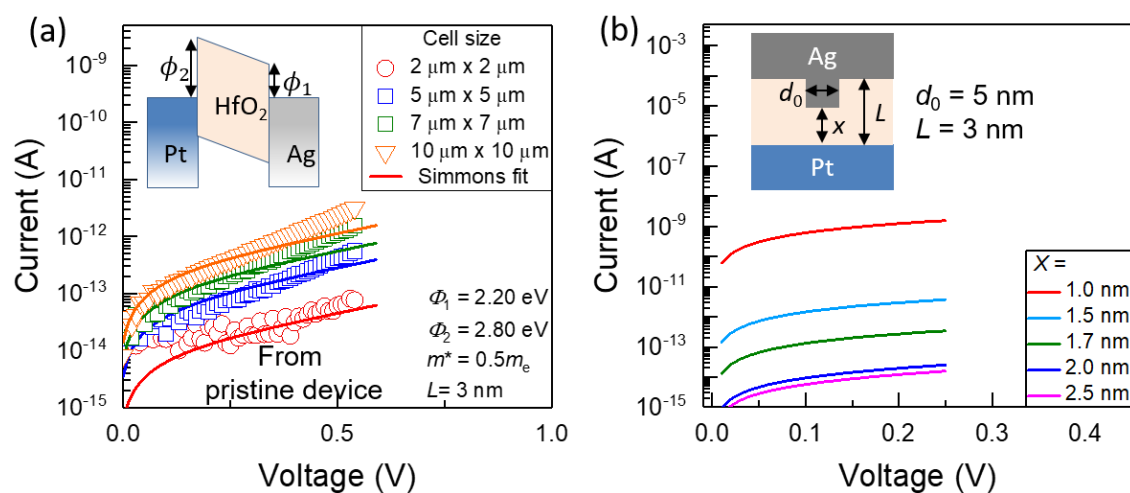 (a)
Current (A)
10⁻⁹
10⁻¹⁰
10⁻¹¹
10⁻¹²
10⁻¹³
10⁻¹⁴
10⁻¹⁵
ϕ₂
ϕ₁
HfO₂
Pt
Ag
Cell size
2 μm x 2 μm
5 μm x 5 μm
7 μm x 7 μm
10 μm x 10 μm
Simmons fit
Φ₁ = 2.20 eV
Φ₂ = 2.80 eV
m* = 0.5mₑ
L= 3 nm
From
pristine device
0.0
0.5
1.0
Voltage (V)
(b)
Current (A)
10⁻³
10⁻⁵
10⁻⁷
10⁻⁹
10⁻¹¹
10⁻¹³
10⁻¹⁵
Ag
d₀
x
L
Pt
d₀ = 5 nm
L = 3 nm
X =
1.0 nm
1.5 nm
1.7 nm
2.0 nm
2.5 nm
0.0
0.1
0.2
0.3
0.4
Voltage (V)